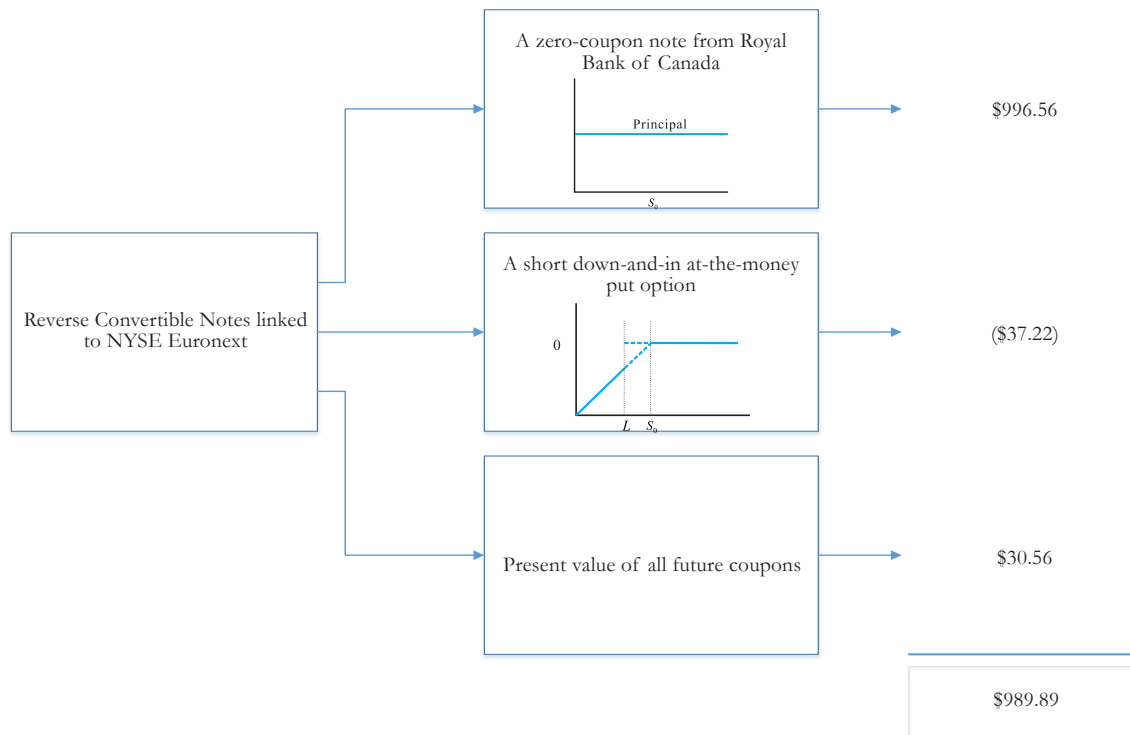 A zero-coupon note from Royal
Bank of Canada
Principal
S₀
$996.56
Reverse Convertible Notes linked
to NYSE Euronext
A short down-and-in at-the-money
put option
0
L S₀
($37.22)
Present value of all future coupons
$30.56
$989.89